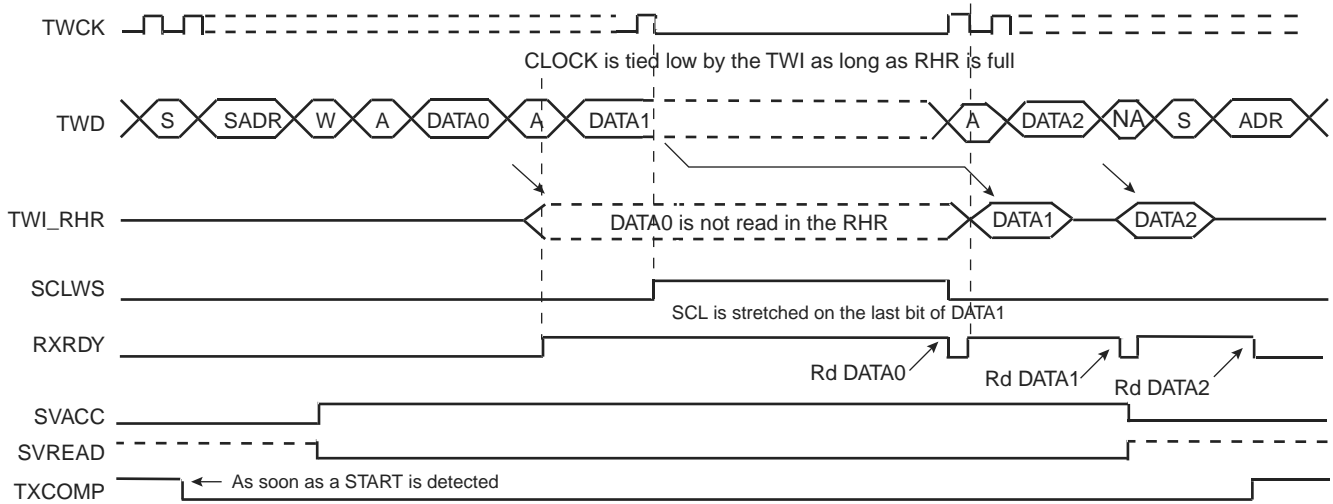 TWCK
CLOCK is tied low by the TWI as long as RHR is full
TWD S SADR W A DATA0 A DATA1 A DATA2 NA S ADR
TWI_RHR DATA0 is not read in the RHR DATA1 DATA2
SCLWS
SCL is stretched on the last bit of DATA1
RXRDY
Rd DATA0 Rd DATA1 Rd DATA2
SVACC
SVREAD
TXCOMP As soon as a START is detected